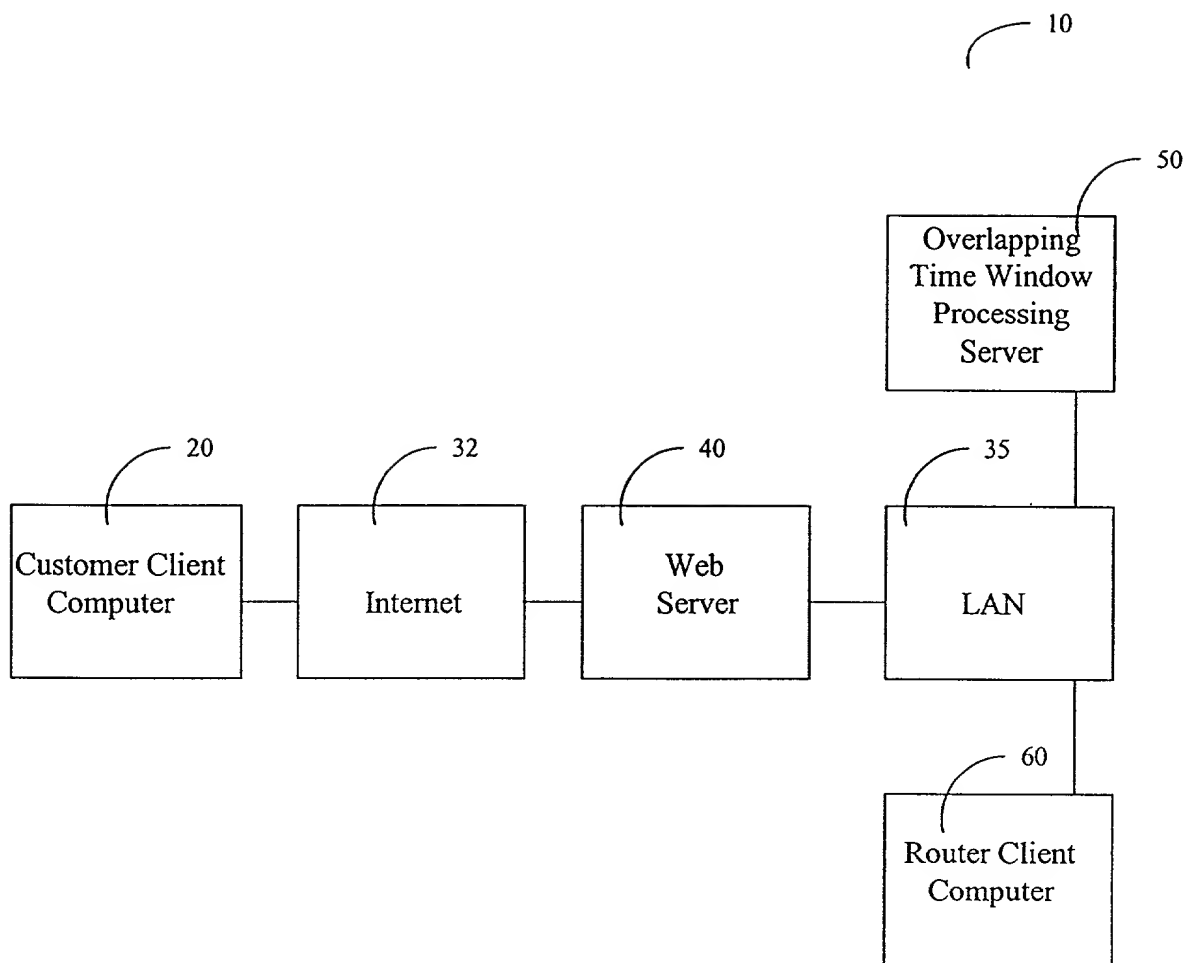 10
50
Overlapping
Time Window
Processing
Server
20
32
40
35
Customer Client
Computer
Internet
Web
Server
LAN
60
Router Client
Computer